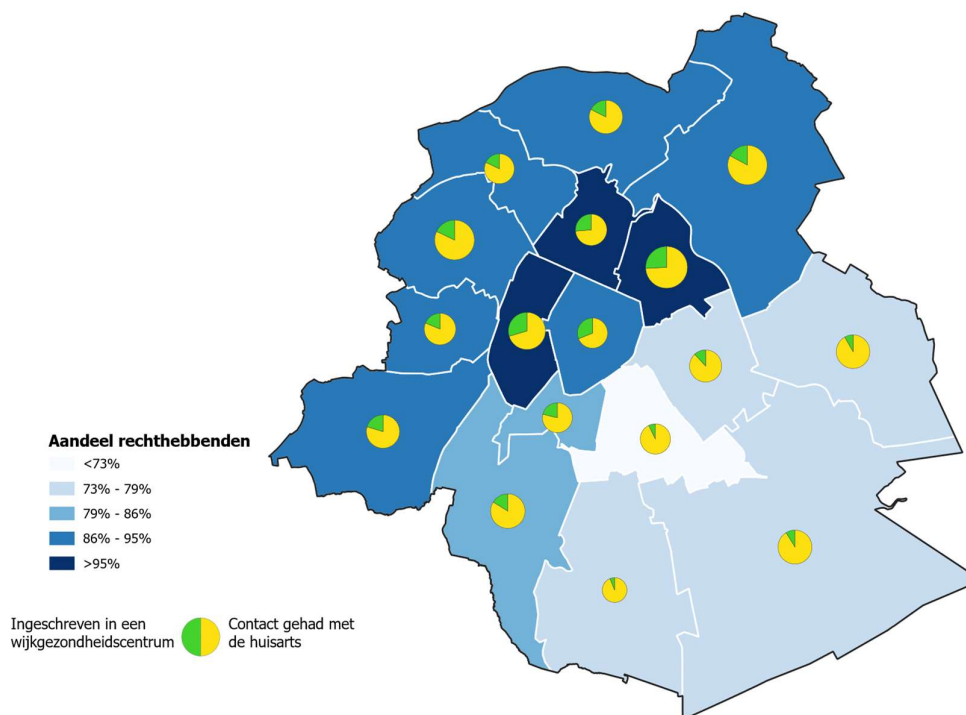 Aandeel rechthebbenden
<73%
73% - 79%
79% - 86%
86% - 95%
>95%
Ingeschreven in een
wijkgezondheidscentrum
Contact gehad met
de huisarts